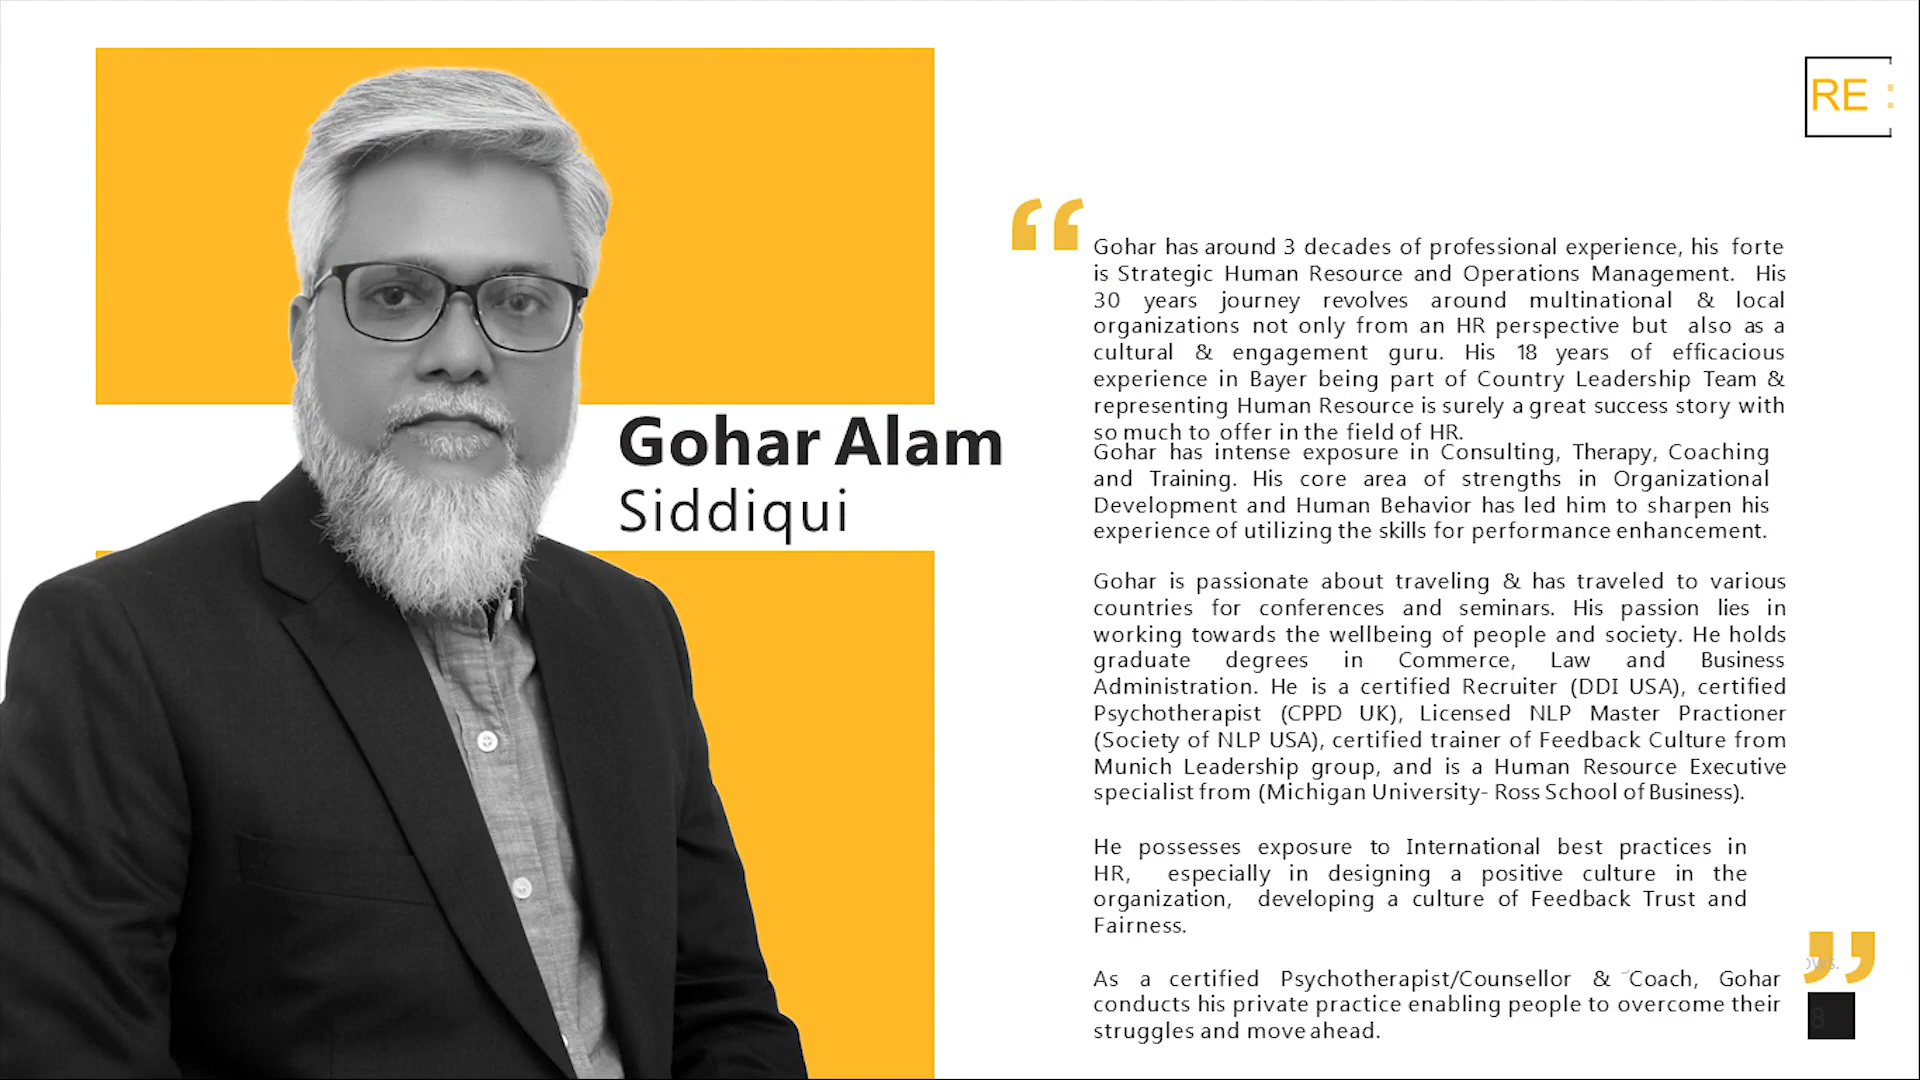 RE :
Gohar Alam
Siddiqui
Gohar has around 3 decades of professional experience, his forte
is Strategic Human Resource and Operations Management. His
30 years journey revolves around multinational & local
organizations not only from an HR perspective but also as a
cultural & engagement guru. His 18 years of efficacious
experience in Bayer being part of Country Leadership Team &
representing Human Resource is surely a great success story with
so much to offer in the field of HR.
Gohar has intense exposure in Consulting, Therapy, Coaching
and Training. His core area of strengths in Organizational
Development and Human Behavior has led him to sharpen his
experience of utilizing the skills for performance enhancement.
Gohar is passionate about traveling & has traveled to various
countries for conferences and seminars. His passion lies in
working towards the wellbeing of people and society. He holds
graduate degrees in Commerce, Law and Business
Administration. He is a certified Recruiter (DDI USA), certified
Psychotherapist (CPPD UK), Licensed NLP Master Practioner
(Society of NLP USA), certified trainer of Feedback Culture from
Munich Leadership group, and is a Human Resource Executive
specialist from (Michigan University- Ross School of Business).
He possesses exposure to International best practices in
HR, especially in designing a positive culture in the
organization, developing a culture of Feedback Trust and
Fairness.
As a certified Psychotherapist/Counsellor & Coach, Gohar
conducts his private practice enabling people to overcome their
struggles and move ahead.
8